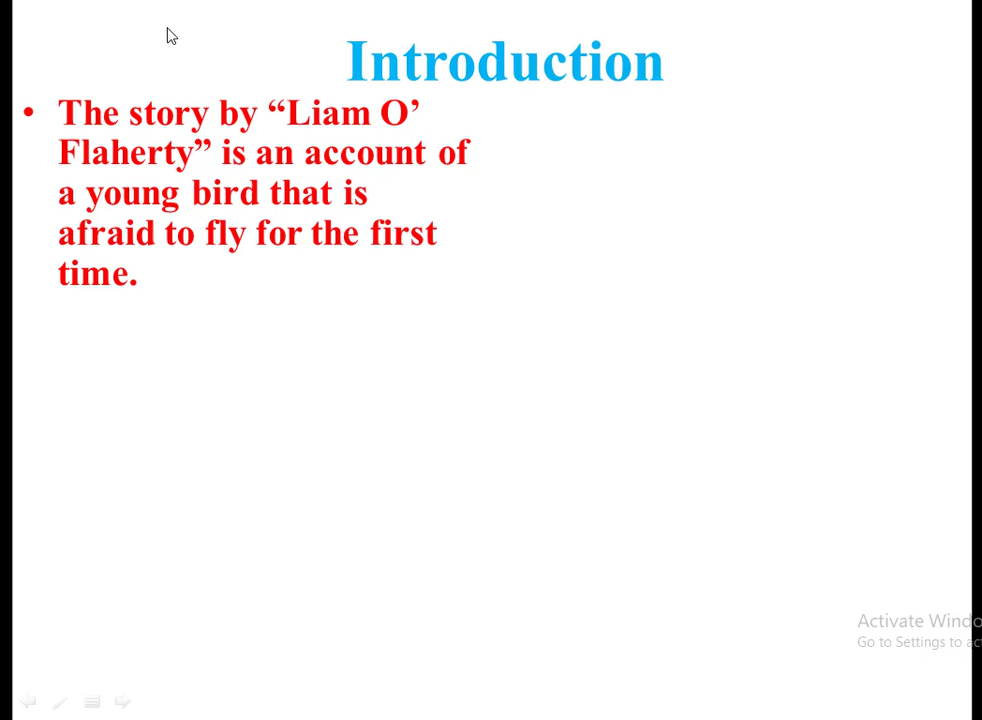 Introduction
• The story by “Liam O’
Flaherty” is an account of
a young bird that is
afraid to fly for the first
time.
Activate Windo
Go to Settings to ac